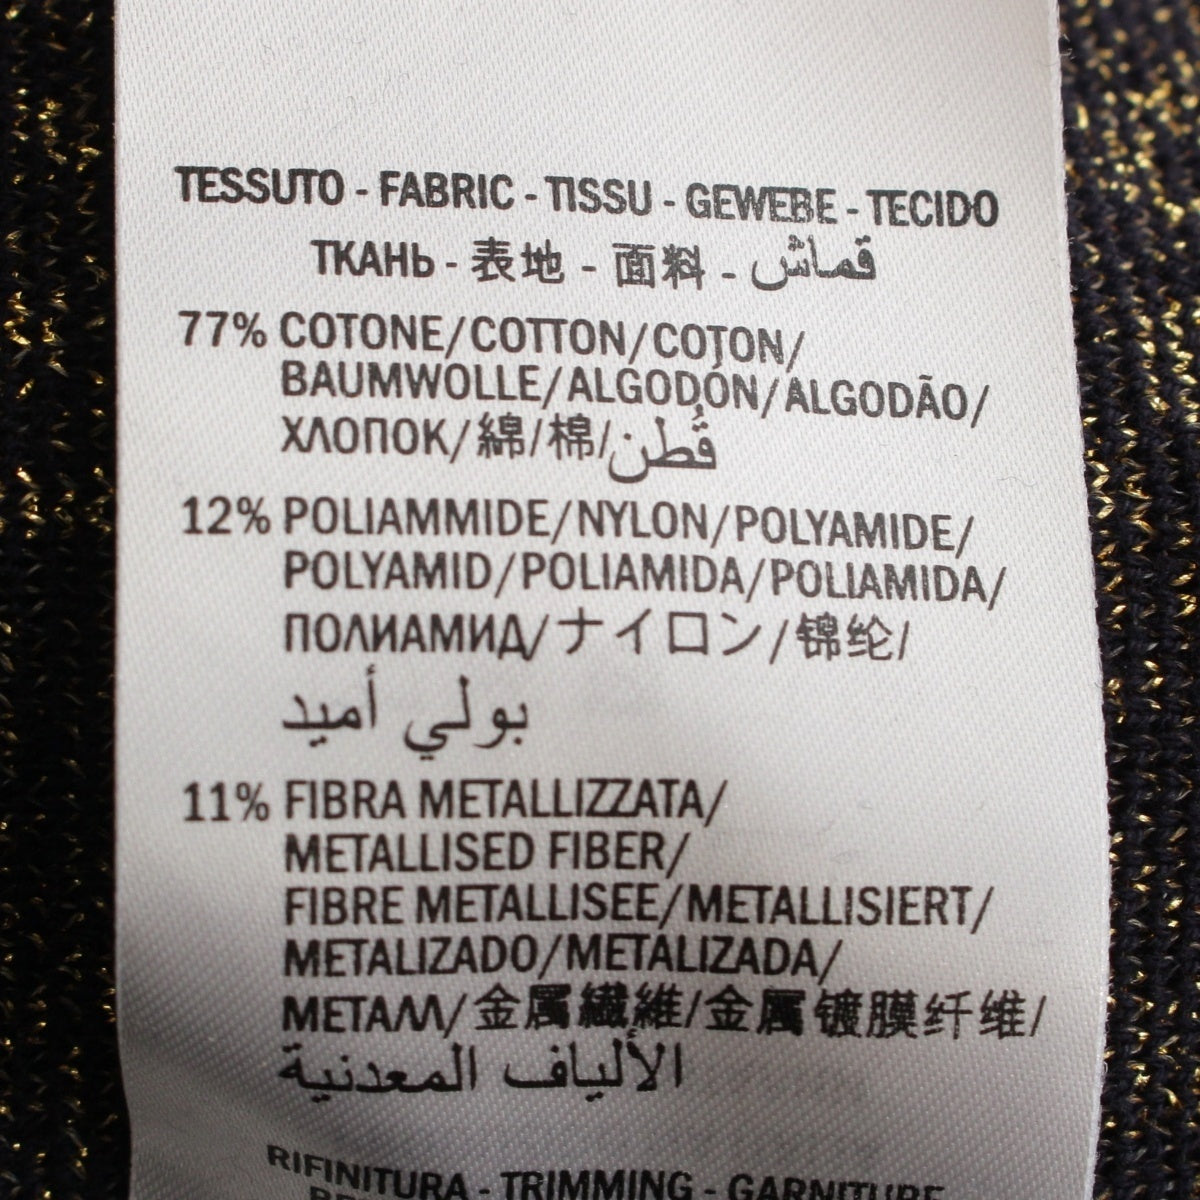 TESSUTO - FABRIC - TISSU - GEWEBE - TECIDO
ТКАНЬ - 表地 - 面料 - قماش
77% COTONE/COTTON/COTON/
BAUMWOLLE/ALGODÓN/ALGODÃO/
ХЛОПОК/綿/棉/قُطن
12% POLIAMMIDE/NYLON/POLYAMIDE/
POLYAMID/POLIAMIDA/POLIAMIDA/
ПОЛИАМИД/ナイロン/锦纶/
بولي أميد
11% FIBRA METALLIZZATA/
METALLISED FIBER/
FIBRE METALLISEE/METALLISIERT/
METALIZADO/METALIZADA/
МЕТАЛЛ/金属繊維/金属镀膜纤维/
الألياف المعدنية
RIFINITURA - TRIMMING - GARNITURE